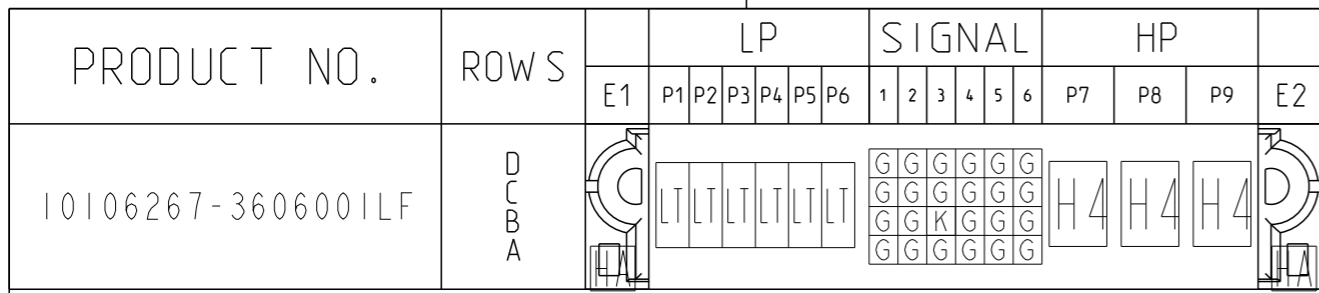 PRODUCT NO. ROWS LP SIGNAL HP
E1 P1 P2 P3 P4 P5 P6 1 2 3 4 5 6 P7 P8 P9 E2
10106267-3606001LF
D G G G G G G
C G G G G G G
B G G K G G G
A G G G G G G
LT LT LT LT LT LT H4 H4 H4
HA HA